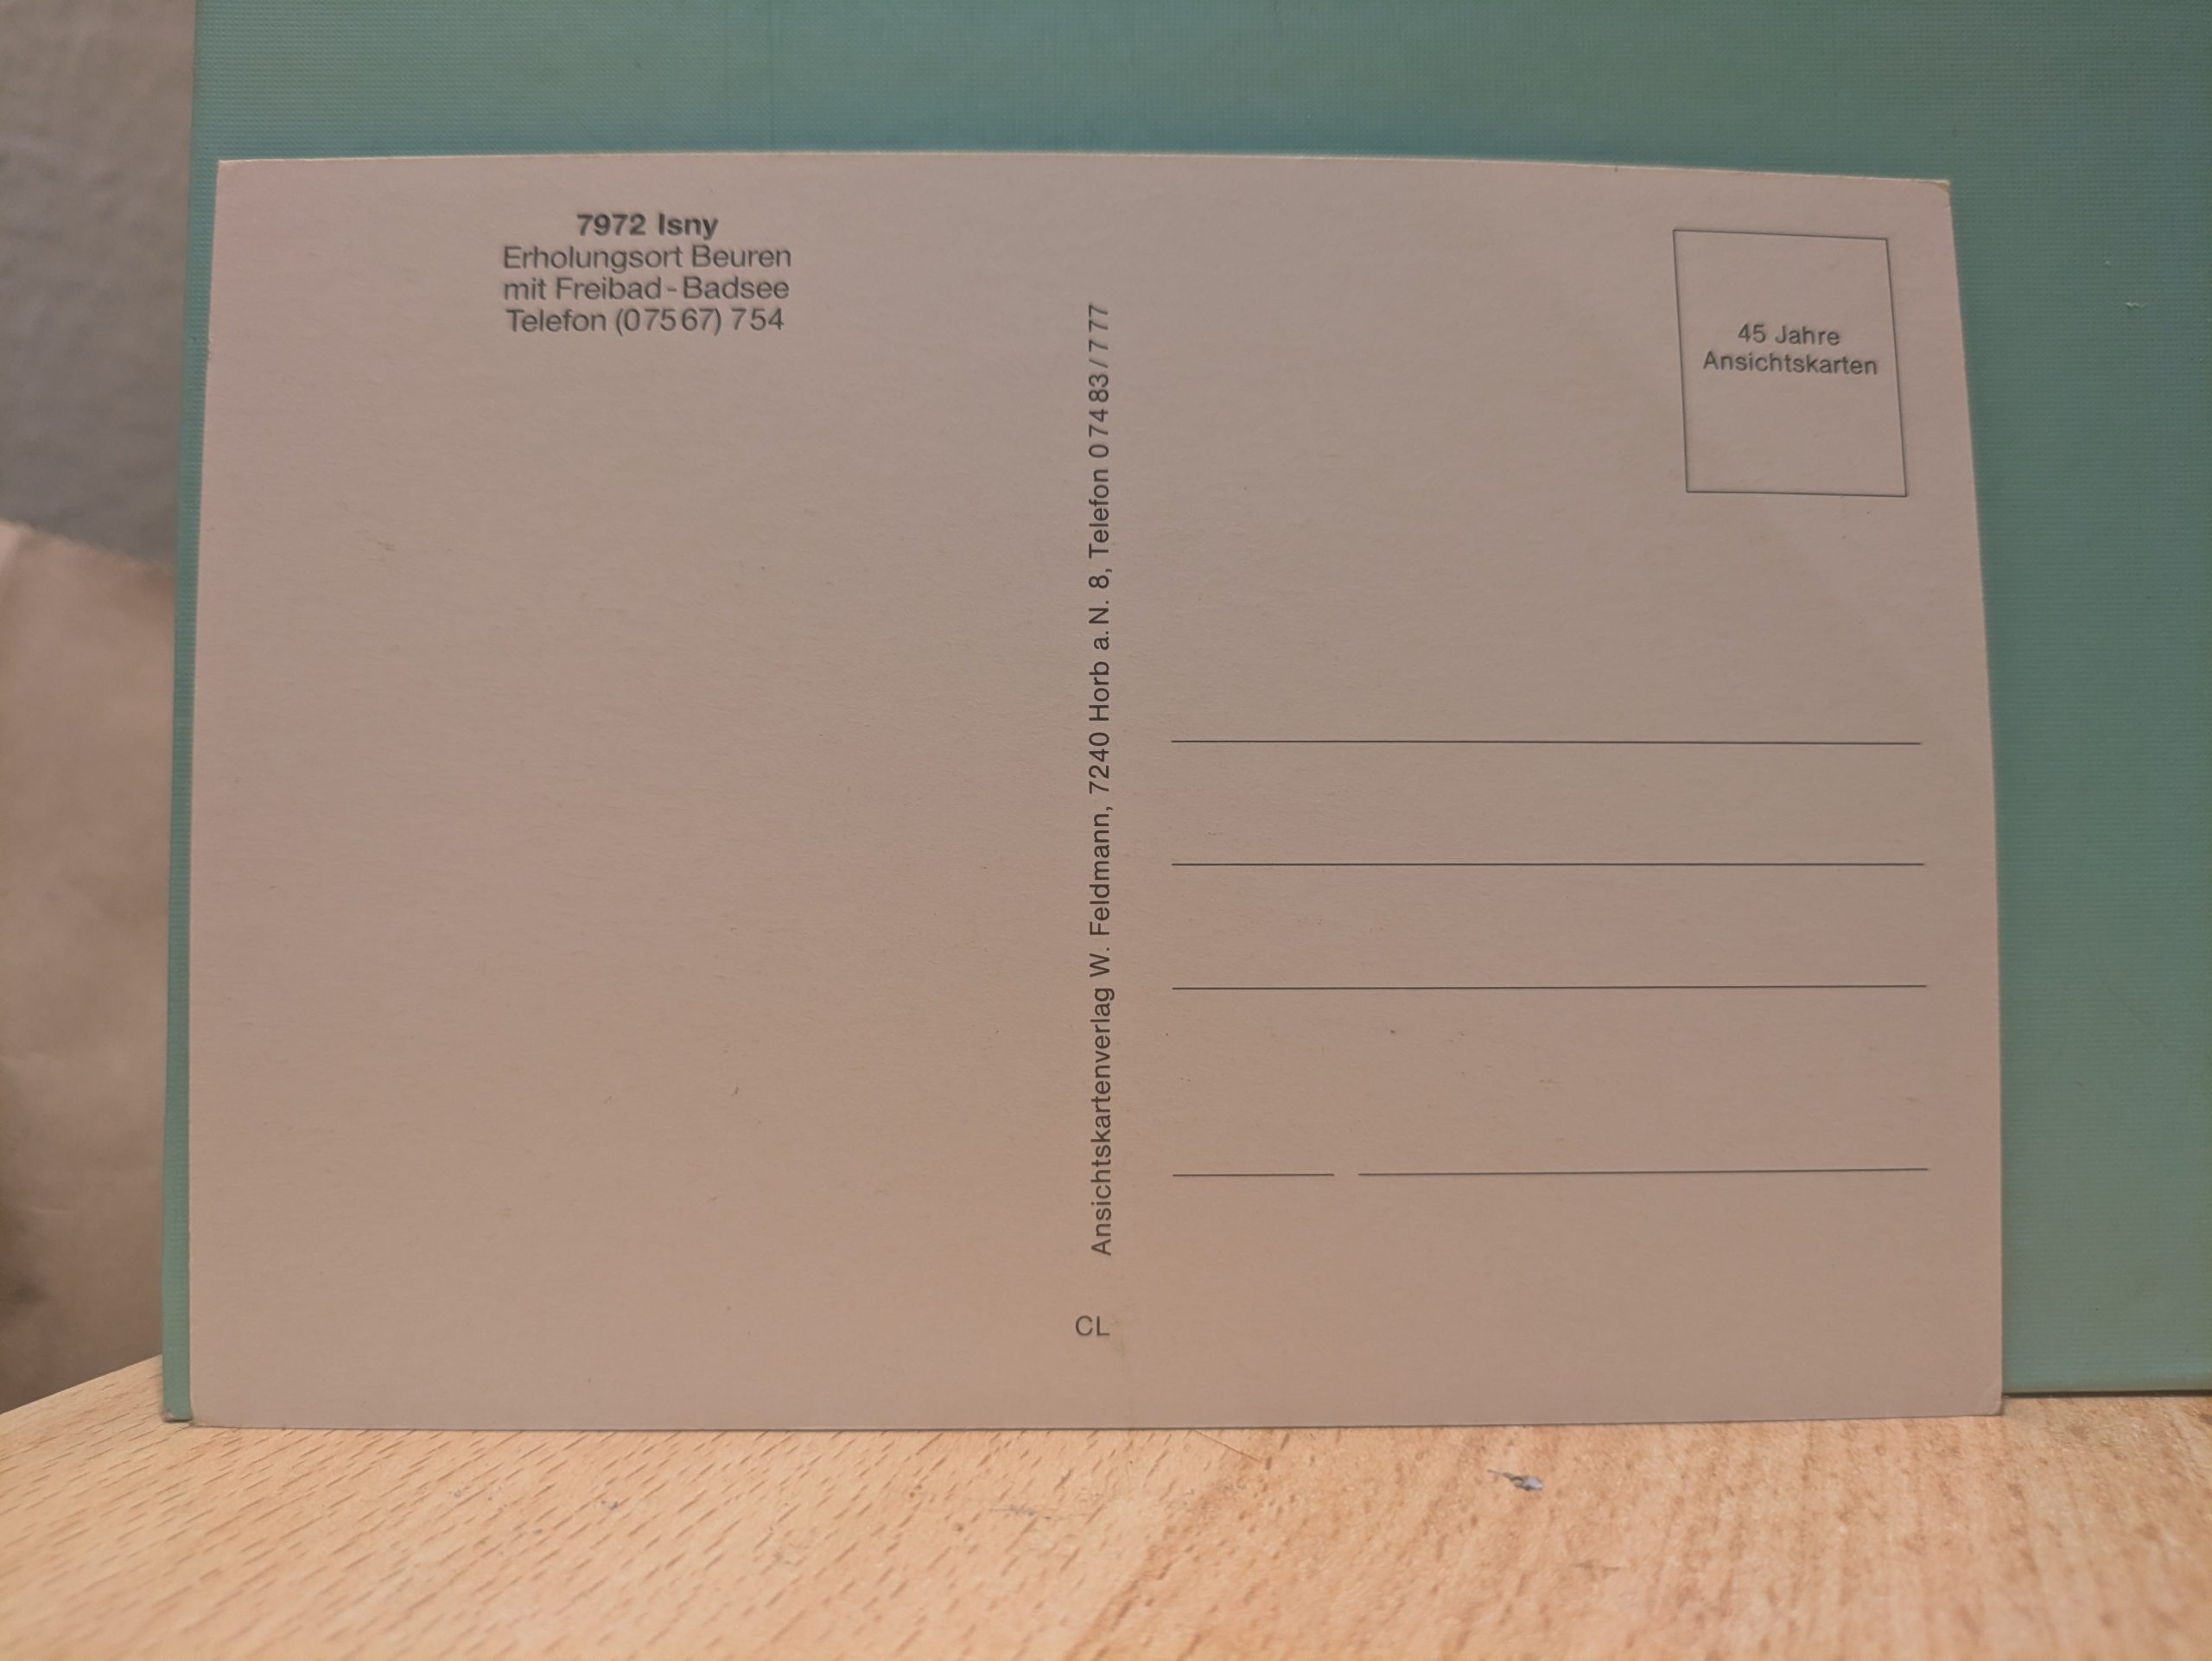 7972 Isny
Erholungsort Beuren
mit Freibad - Badsee
Telefon (07567) 754
Ansichtskartenverlag W. Feldmann, 7240 Horb a. N. 8, Telefon 07483/777
CL
45 Jahre
Ansichtskarten